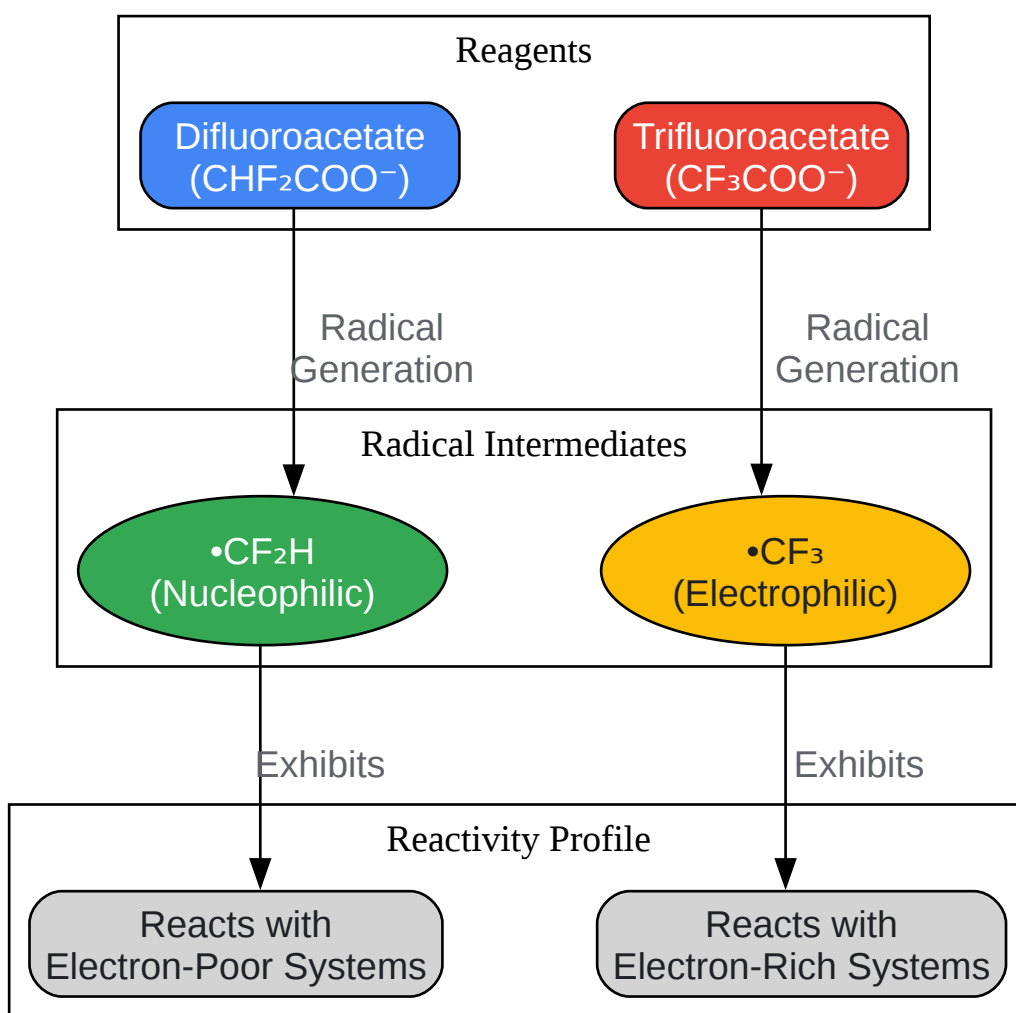 Reagents
Difluoroacetate
(CHF₂COO⁻)
Trifluoroacetate
(CF₃COO⁻)
Radical
Generation
Radical
Generation
Radical Intermediates
•CF₂H
(Nucleophilic)
•CF₃
(Electrophilic)
Exhibits
Exhibits
Reactivity Profile
Reacts with
Electron-Poor Systems
Reacts with
Electron-Rich Systems